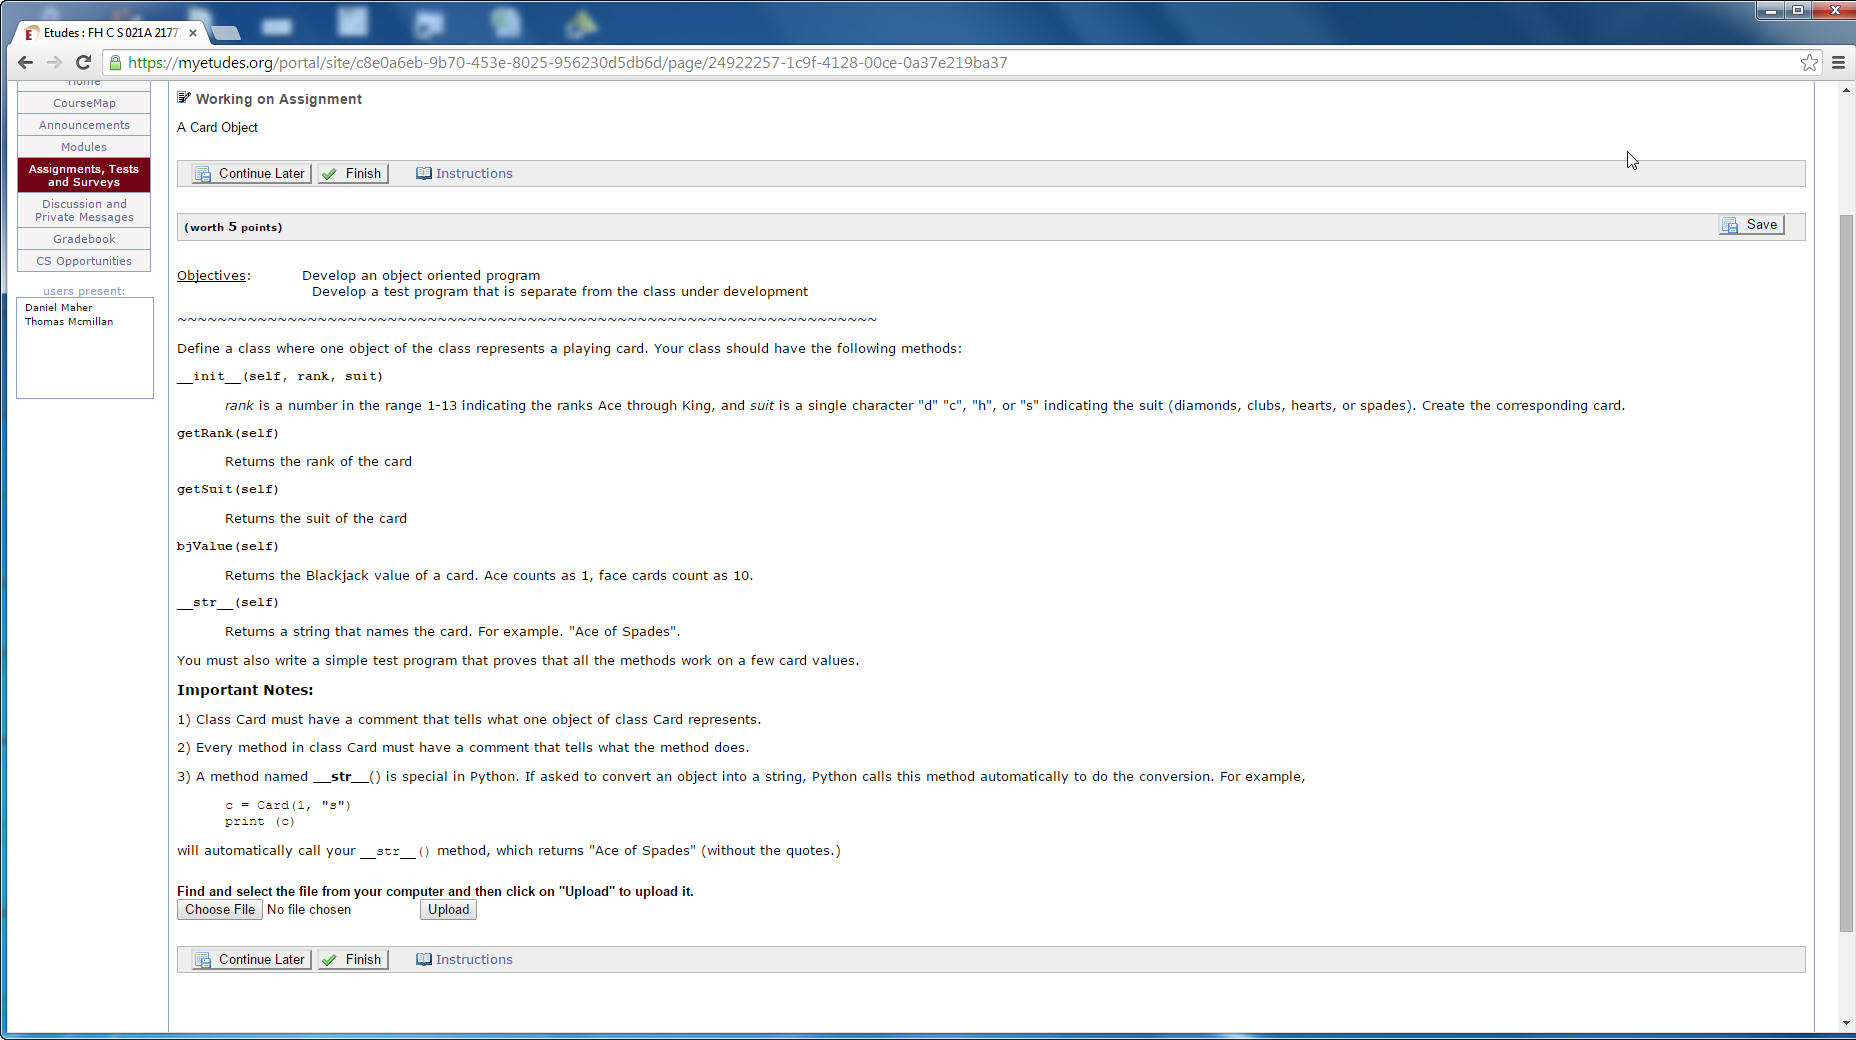 Etudes : FH C S 021A 2177
https://myetudes.org/portal/site/c8e0a6eb-9b70-453e-8025-956230d5db6d/page/24922257-1c9f-4128-00ce-0a37e219ba37
Home
CourseMap
Announcements
Modules
Assignments, Tests
and Surveys
Discussion and
Private Messages
Gradebook
CS Opportunities
users present:
Daniel Maher
Thomas Mcmillan
Working on Assignment
A Card Object
Continue Later Finish Instructions
(worth 5 points) Save
Objectives: Develop an object oriented program
Develop a test program that is separate from the class under development
~~~~~~~~~~~~~~~~~~~~~~~~~~~~~~~~~~~~~~~~~~~~~~~~~~~~~~~~~~~~~~~~~~~~~~
Define a class where one object of the class represents a playing card. Your class should have the following methods:
__init__(self, rank, suit)
rank is a number in the range 1-13 indicating the ranks Ace through King, and suit is a single character "d" "c", "h", or "s" indicating the suit (diamonds, clubs, hearts, or spades). Create the corresponding card.
getRank(self)
Returns the rank of the card
getSuit(self)
Returns the suit of the card
bjValue(self)
Returns the Blackjack value of a card. Ace counts as 1, face cards count as 10.
__str__(self)
Returns a string that names the card. For example. "Ace of Spades".
You must also write a simple test program that proves that all the methods work on a few card values.
Important Notes:
1) Class Card must have a comment that tells what one object of class Card represents.
2) Every method in class Card must have a comment that tells what the method does.
3) A method named __str__() is special in Python. If asked to convert an object into a string, Python calls this method automatically to do the conversion. For example,
c = Card(1, "s")
print (c)
will automatically call your __str__() method, which returns "Ace of Spades" (without the quotes.)
Find and select the file from your computer and then click on "Upload" to upload it.
Choose File No file chosen Upload
Continue Later Finish Instructions